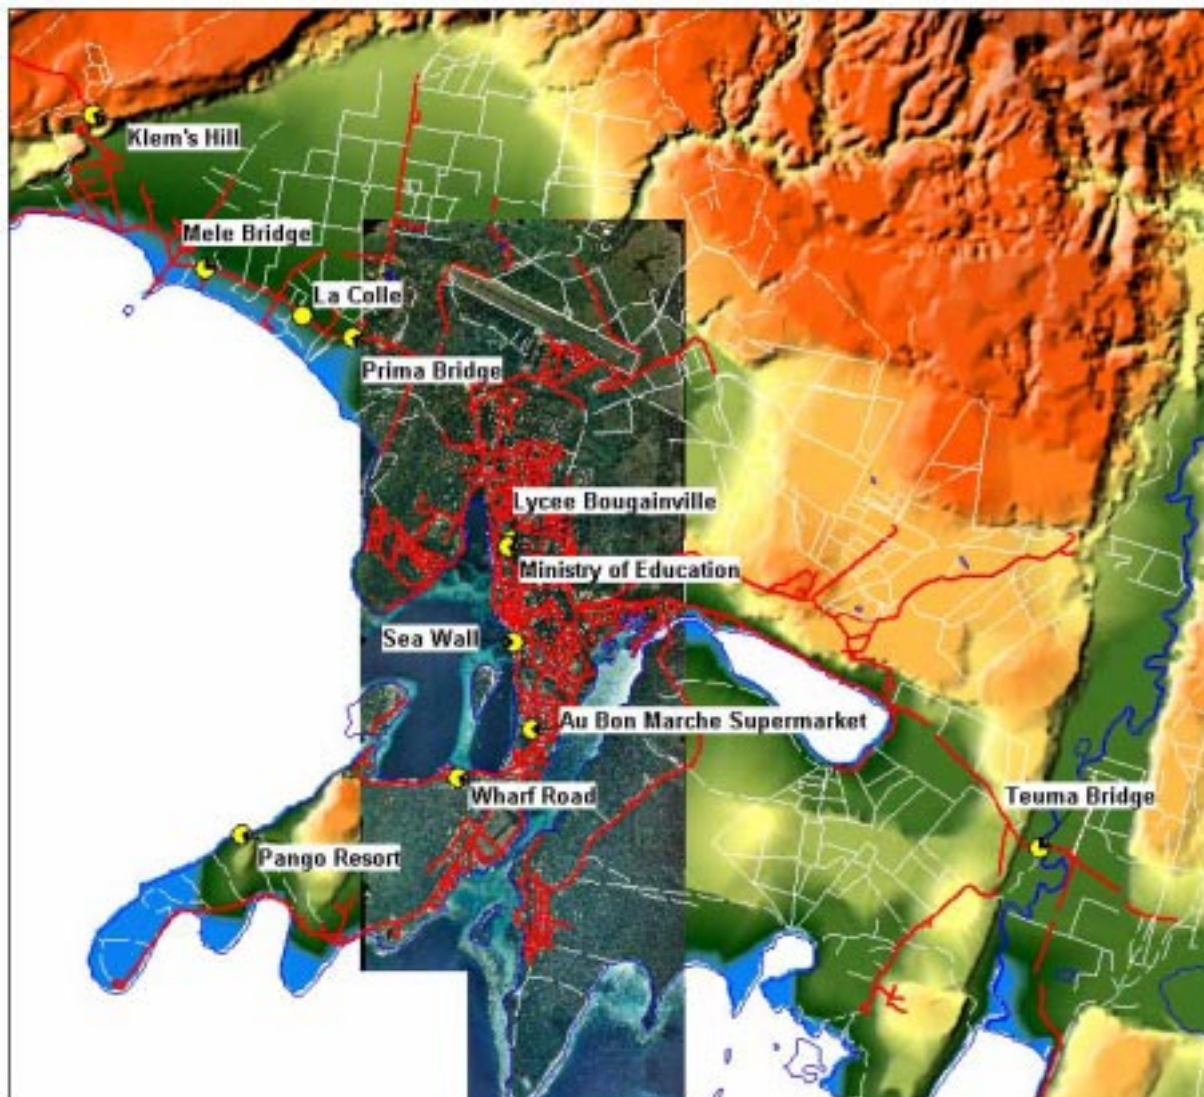 Klem's Hill
Mele Bridge
La Colle
Prima Bridge
Lycee Bougainville
Ministry of Education
Sea Wall
Au Bon Marche Supermarket
Wharf Road
Teuma Bridge
Pango Resort